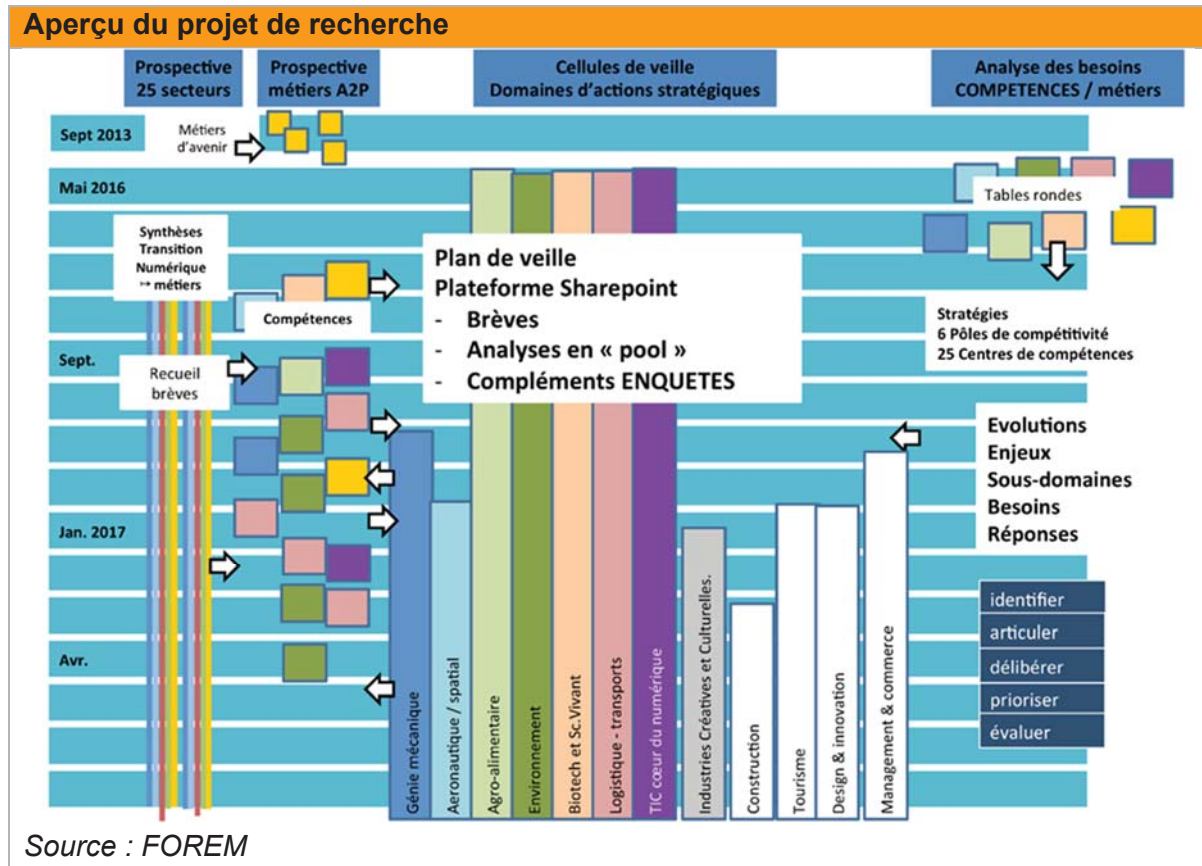 Aperçu du projet de recherche
Prospective
25 secteurs
Prospective
métiers A2P
Cellules de veille
Domaines d'actions stratégiques
Analyse des besoins
COMPETENCES / métiers
Sept 2013
Métiers
d'avenir
Mai 2016
Tables rondes
Synthèses
Transition
Numérique
↦ métiers
Plan de veille
Plateforme Sharepoint
- Brèves
- Analyses en « pool »
- Compléments ENQUETES
Compétences
Stratégies
6 Pôles de compétitivité
25 Centres de compétences
Sept.
Recueil
brèves
Evolutions
Enjeux
Sous-domaines
Besoins
Réponses
Jan. 2017
identifier
articuler
délibérer
prioriser
évaluer
Avr.
Génie mécanique
Aeronautique / spatial
Agro-alimentaire
Environnement
Biotech et Sc.Vivant
Logistique - transports
TIC cœur du numérique
Industries Créatives et Culturelles.
Construction
Tourisme
Design & innovation
Management & commerce
Source : FOREM